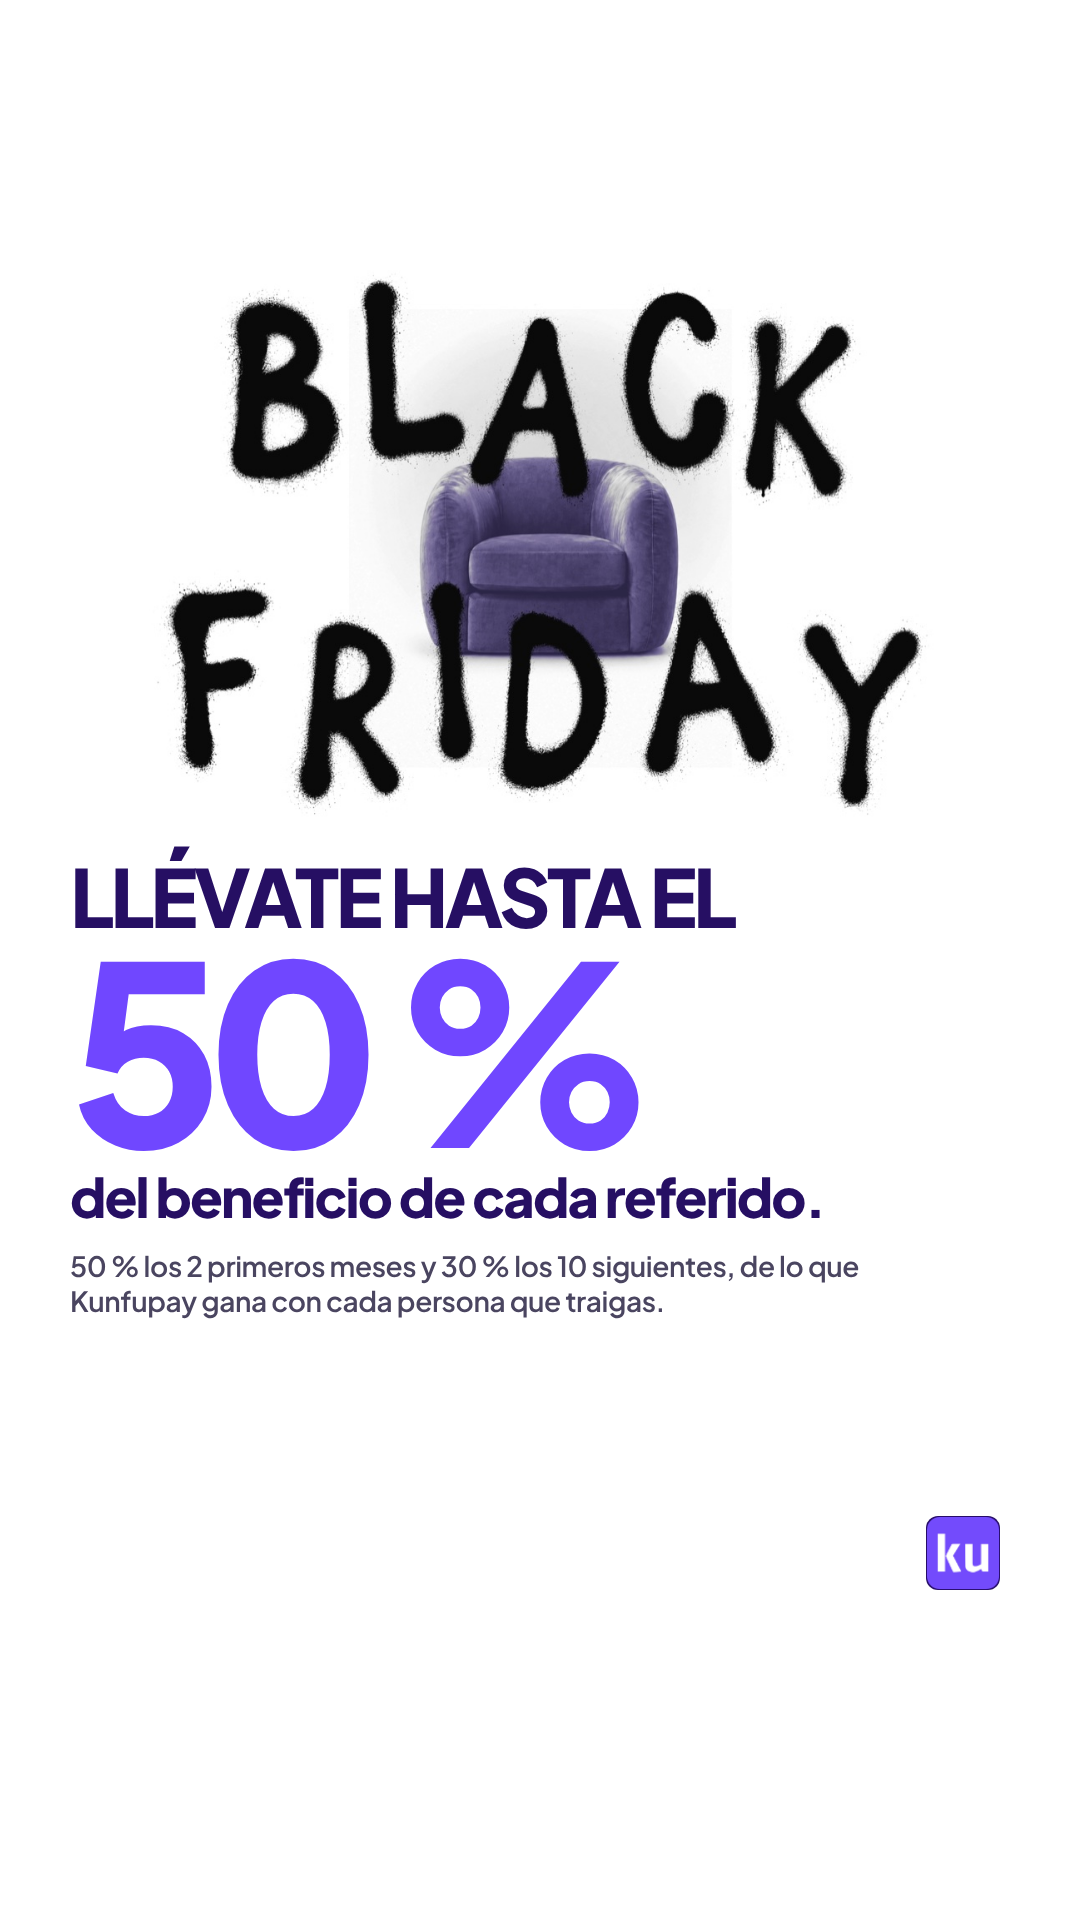 BLACK
FRIDAY
LLÉVATE HASTA EL
50 %
del beneficio de cada referido.
50 % los 2 primeros meses y 30 % los 10 siguientes, de lo que
Kunfupay gana con cada persona que traigas.
ku